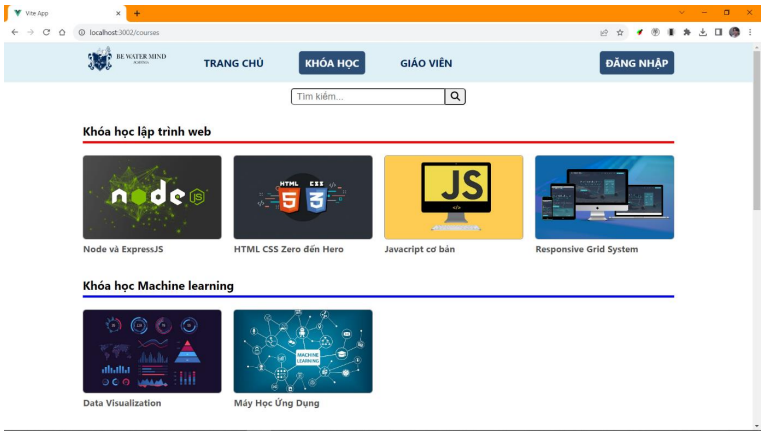 Vite App
localhost:3002/courses
BE WATER MIND
TRANG CHỦ
KHÓA HỌC
GIÁO VIÊN
ĐĂNG NHẬP
Tìm kiếm...
Khóa học lập trình web
node JS
HTML CSS
5 3
JS
Node và ExpressJS
HTML CSS Zero đến Hero
Javacript cơ bản
Responsive Grid System
Khóa học Machine learning
MACHINE
LEARNING
Data Visualization
Máy Học Ứng Dụng